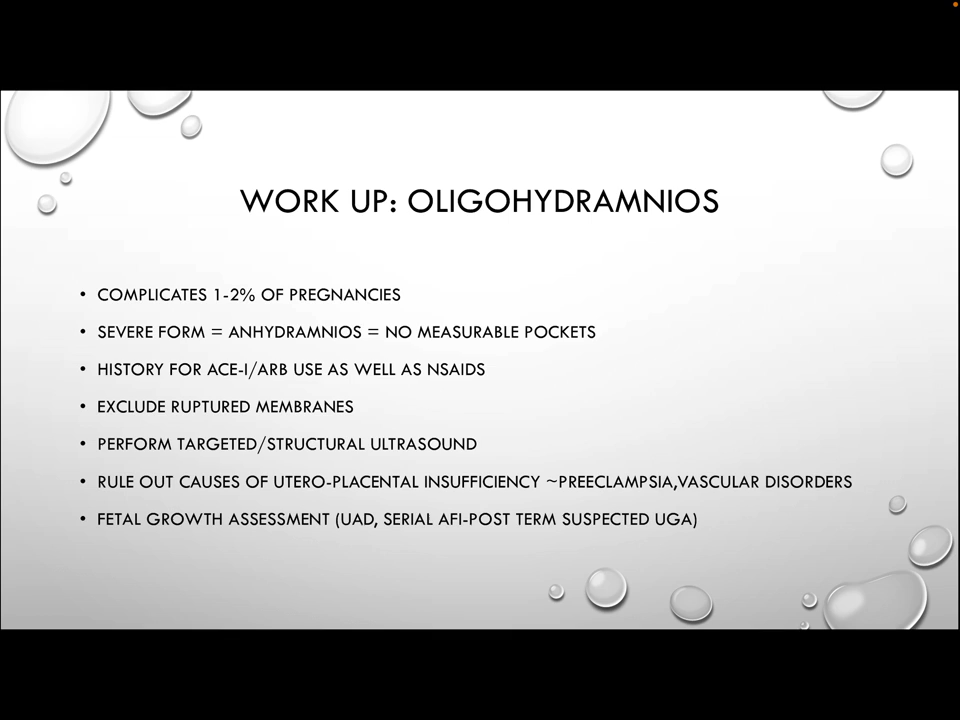 WORK UP: OLIGOHYDRAMNIOS
• COMPLICATES 1-2% OF PREGNANCIES
• SEVERE FORM = ANHYDRAMNIOS = NO MEASURABLE POCKETS
• HISTORY FOR ACE-I/ARB USE AS WELL AS NSAIDS
• EXCLUDE RUPTURED MEMBRANES
• PERFORM TARGETED/STRUCTURAL ULTRASOUND
• RULE OUT CAUSES OF UTERO-PLACENTAL INSUFFICIENCY ~PREECLAMPSIA,VASCULAR DISORDERS
• FETAL GROWTH ASSESSMENT (UAD, SERIAL AFI-POST TERM SUSPECTED UGA)